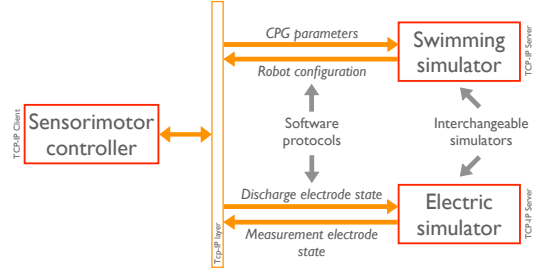 CPG parameters
Swimming
simulator
TCP-IP Server
Robot configuration
TCP-IP Client
Sensorimotor
controller
Software
protocols
Interchangeable
simulators
Discharge electrode state
Electric
simulator
TCP-IP Server
Measurement electrode
state
Tcp-IP layer